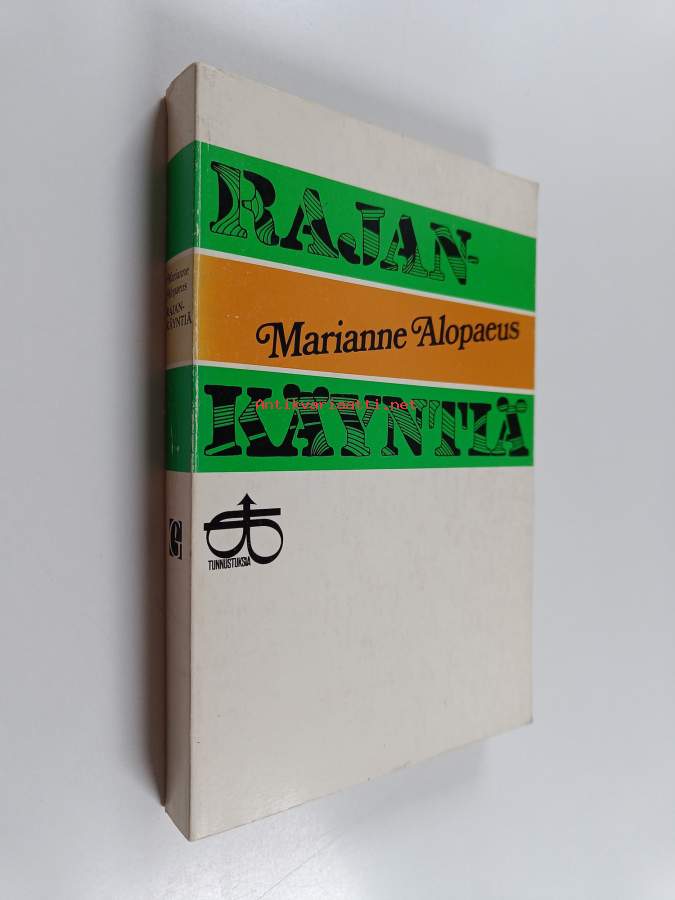 RAJAN-
Marianne Alopaeus
KÄYNTIÄ
TUNNUSTUKSIA
Marianne
Alopaeus
RAJAN-
KÄYNTIÄ
Antikvariaatti.net